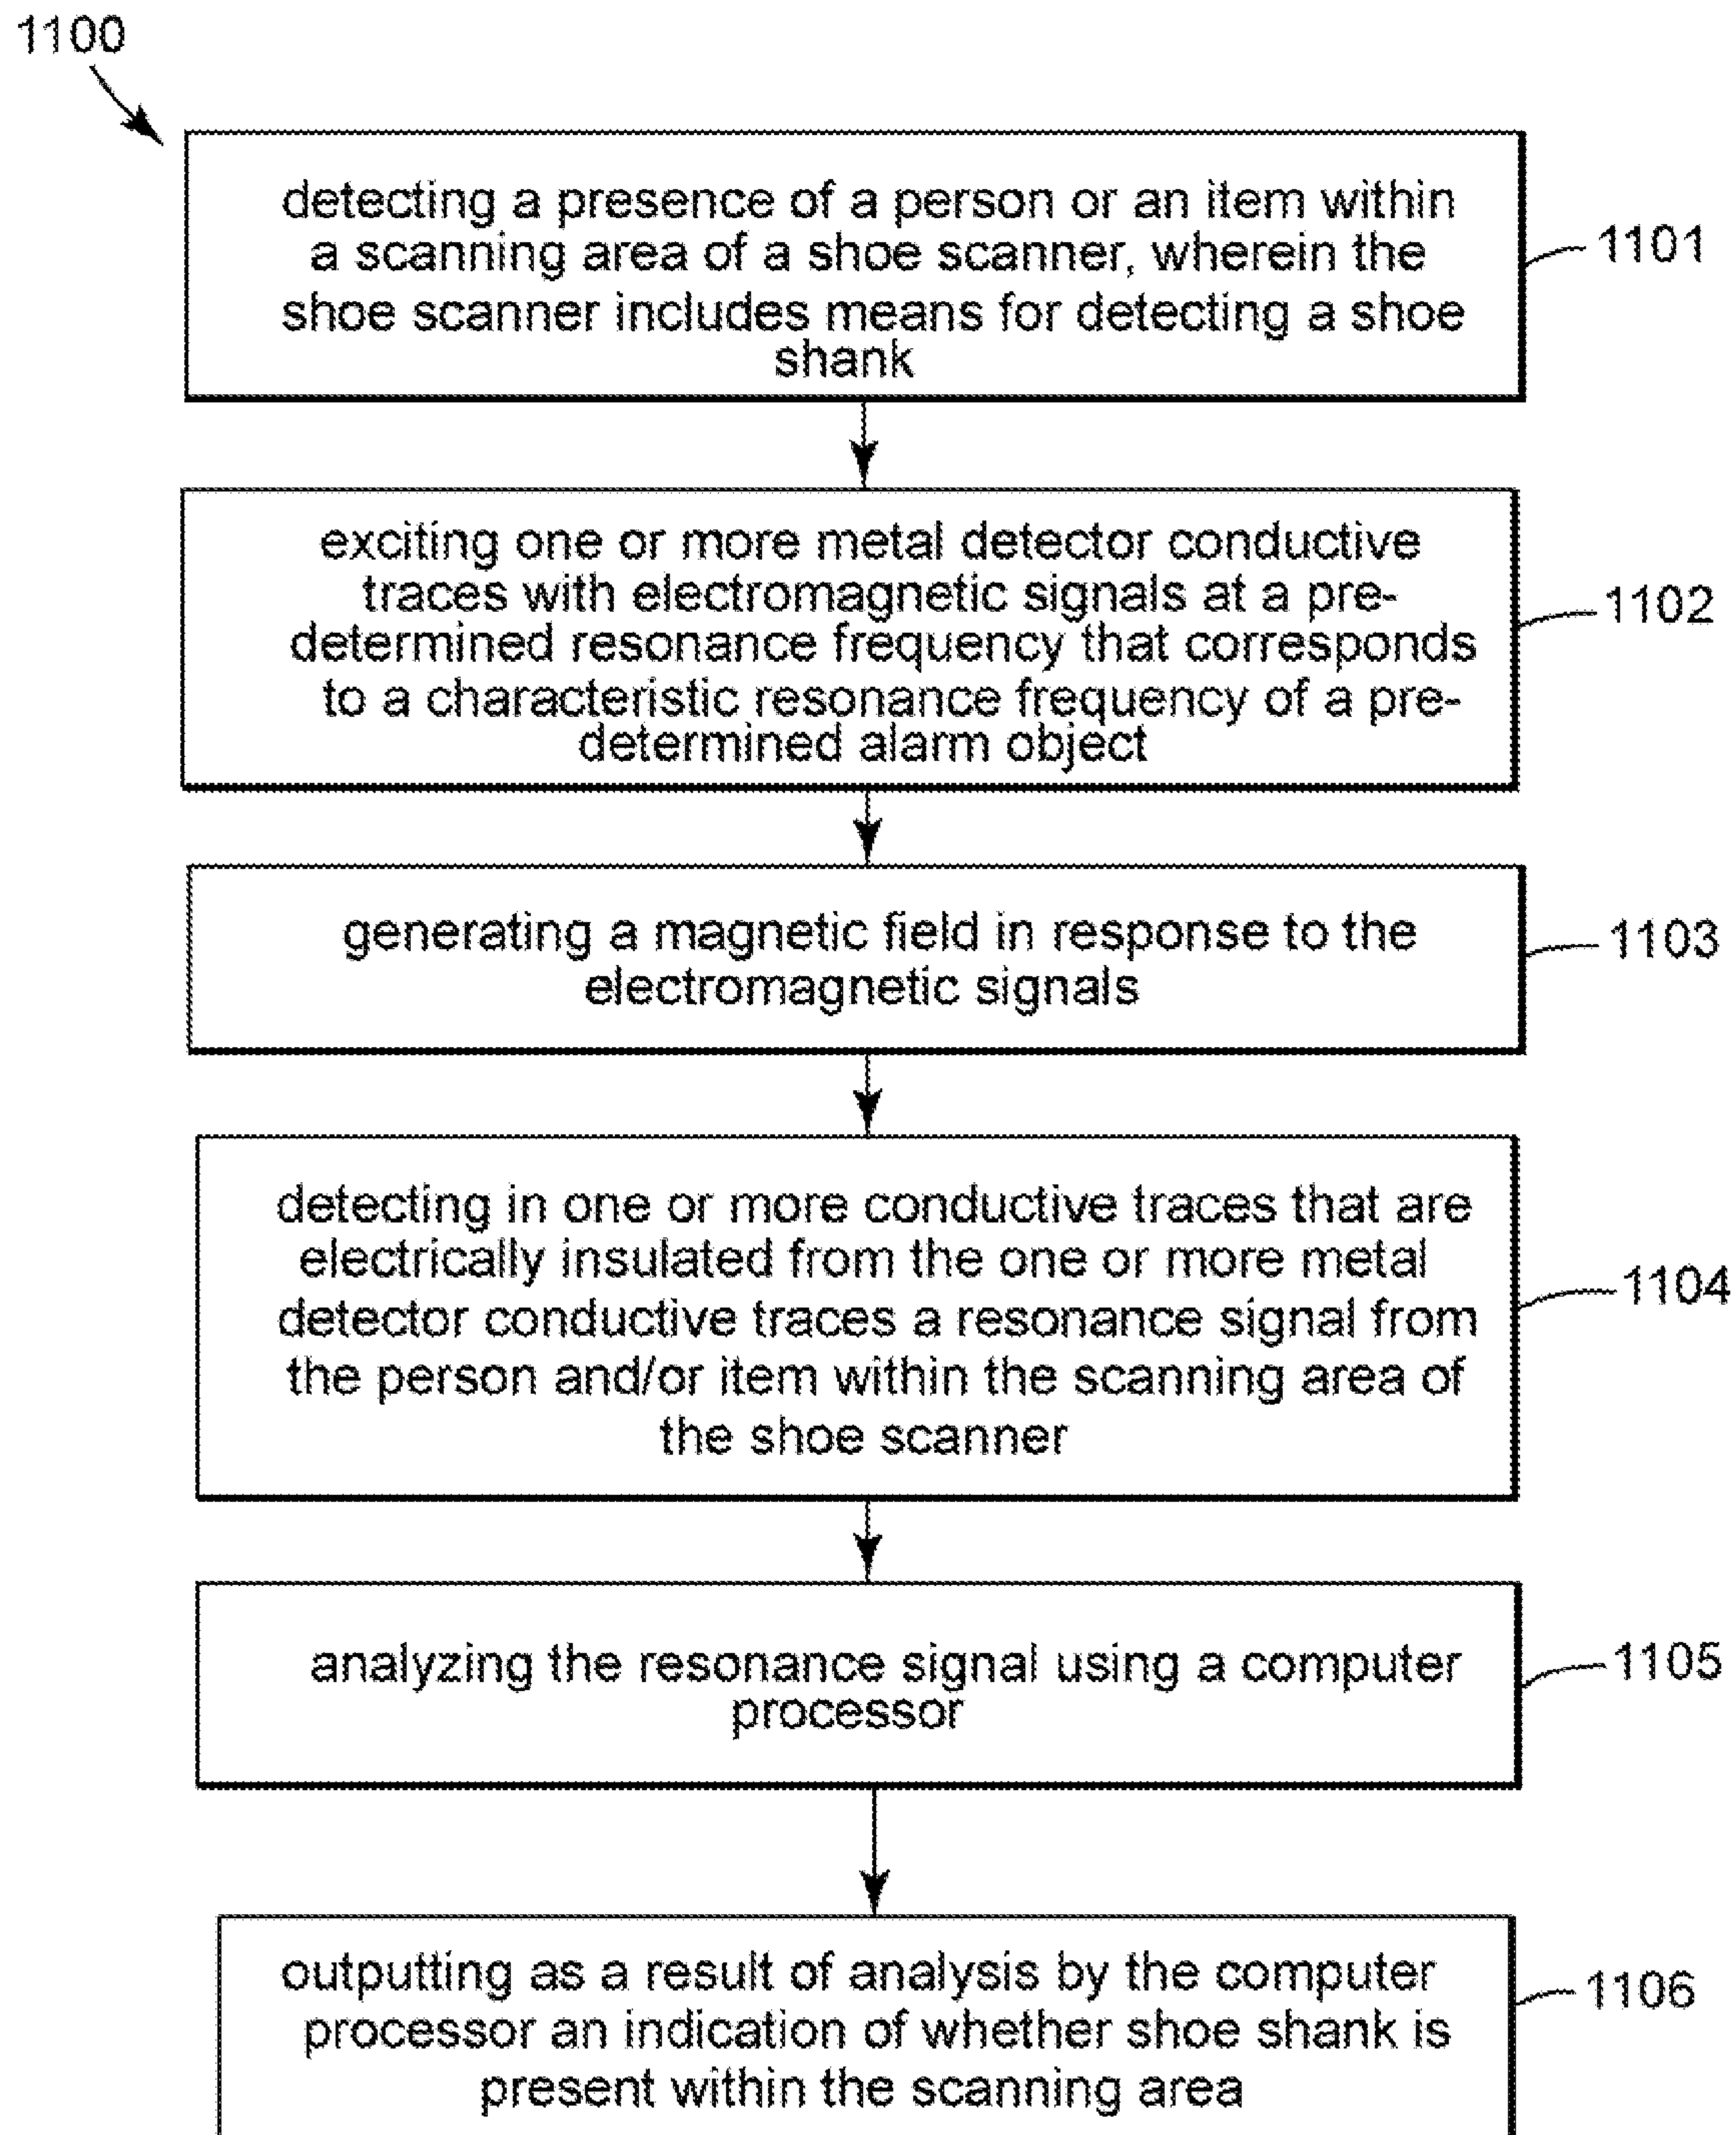 1100
detecting a presence of a person or an item within
a scanning area of a shoe scanner, wherein the
shoe scanner includes means for detecting a shoe
shank
1101
exciting one or more metal detector conductive
traces with electromagnetic signals at a pre-
determined resonance frequency that corresponds
to a characteristic resonance frequency of a pre-
determined alarm object
1102
generating a magnetic field in response to the
electromagnetic signals
1103
detecting in one or more conductive traces that are
electrically insulated from the one or more metal
detector conductive traces a resonance signal from
the person and/or item within the scanning area of
the shoe scanner
1104
analyzing the resonance signal using a computer
processor
1105
outputting as a result of analysis by the computer
processor an indication of whether shoe shank is
present within the scanning area
1106